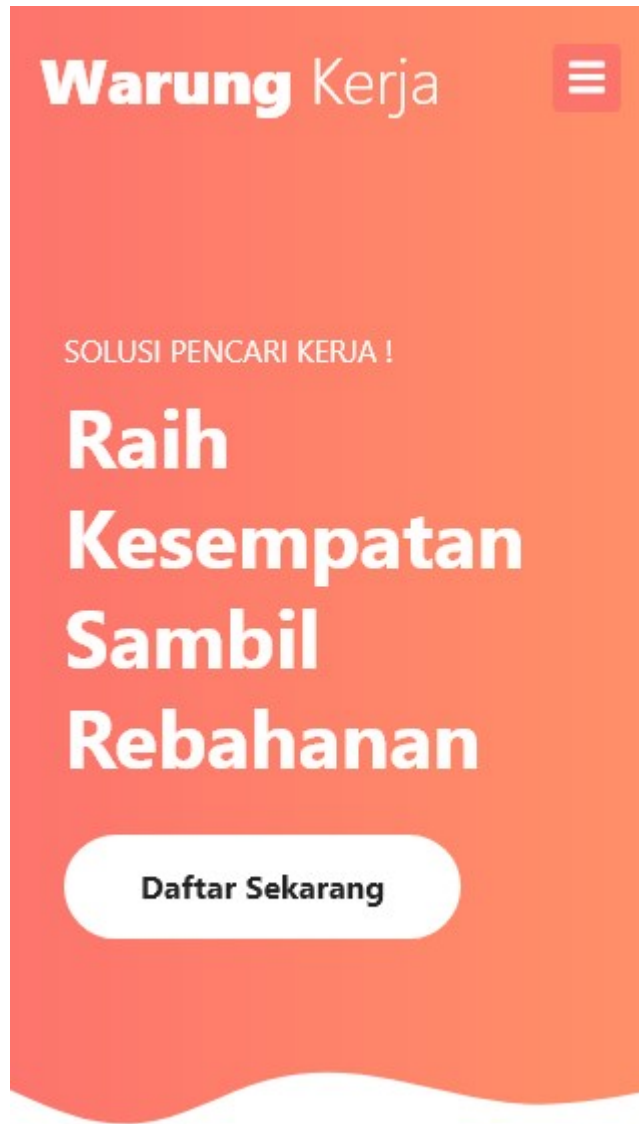 Warung Kerja
SOLUSI PENCARI KERJA !
Raih
Kesempatan
Sambil
Rebahanan
Daftar Sekarang